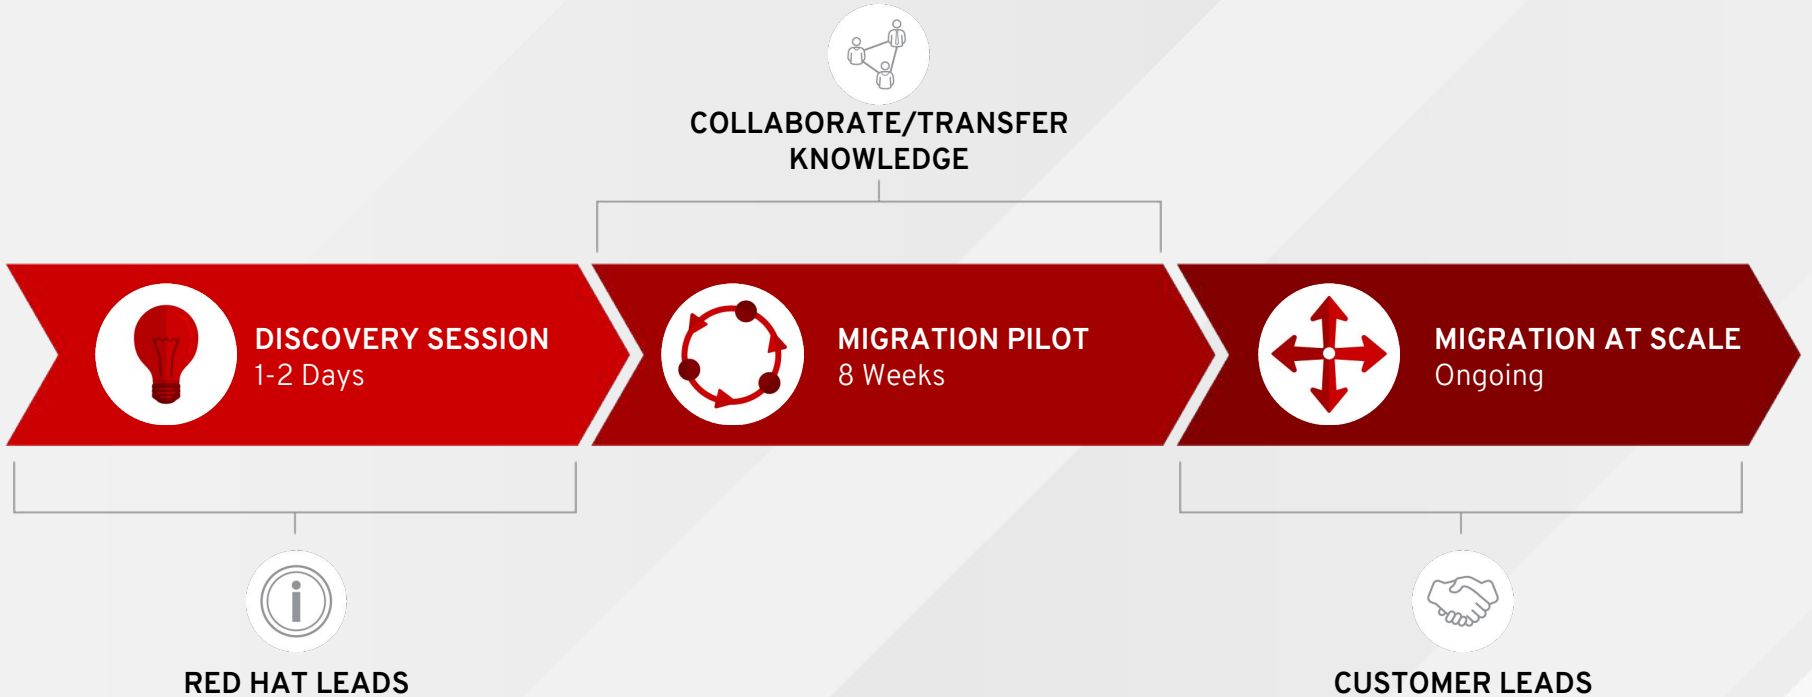 COLLABORATE/TRANSFER
KNOWLEDGE
DISCOVERY SESSION
1-2 Days
MIGRATION PILOT
8 Weeks
MIGRATION AT SCALE
Ongoing
RED HAT LEADS
CUSTOMER LEADS